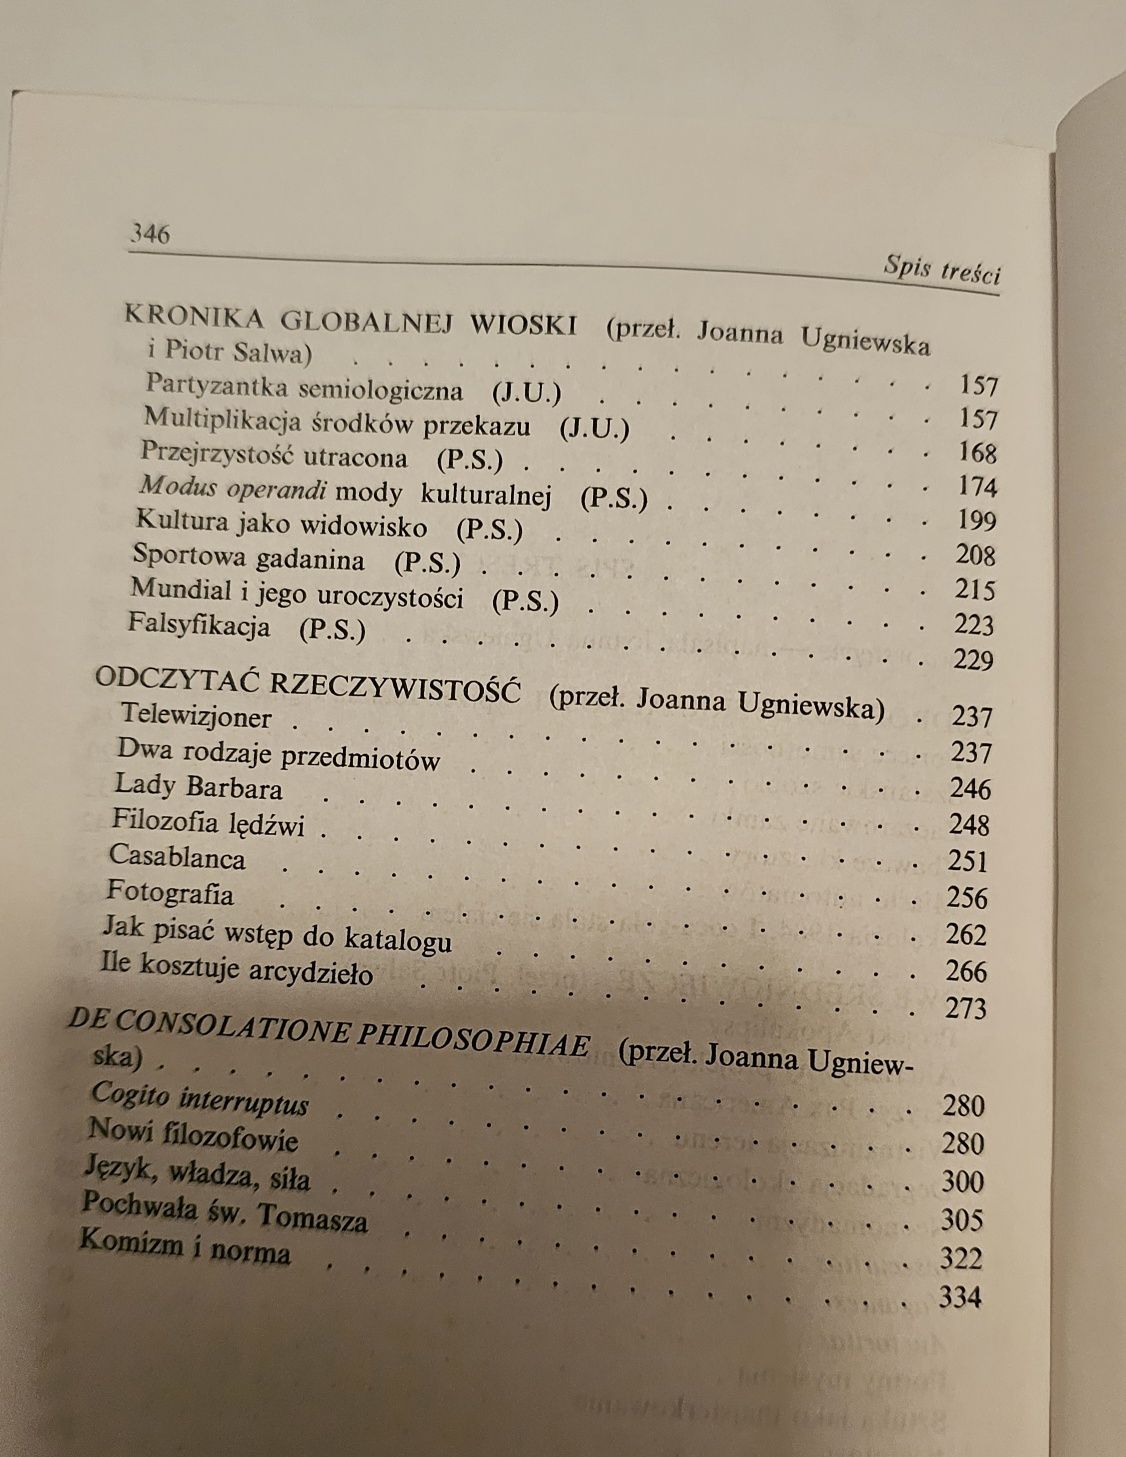 346
Spis treści
KRONIKA GLOBALNEJ WIOSKI (przeł. Joanna Ugniewska
i Piotr Salwa) . . . . . . . . . . . . . . . . 157
Partyzantka semiologiczna (J.U.) . . . . . . . . . . 157
Multiplikacja środków przekazu (J.U.) . . . . . . . . 168
Przejrzystość utracona (P.S.) . . . . . . . . . . . . 174
Modus operandi mody kulturalnej (P.S.) . . . . . . . . 199
Kultura jako widowisko (P.S.) . . . . . . . . . . . 208
Sportowa gadanina (P.S.) . . . . . . . . . . . . . 215
Mundial i jego uroczystości (P.S.) . . . . . . . . . . 223
Falsyfikacja (P.S.) . . . . . . . . . . . . . . . 229
ODCZYTAĆ RZECZYWISTOŚĆ (przeł. Joanna Ugniewska) . 237
Telewizjoner . . . . . . . . . . . . . . . . . . 237
Dwa rodzaje przedmiotów . . . . . . . . . . . . . 246
Lady Barbara . . . . . . . . . . . . . . . . . 248
Filozofia lędźwi . . . . . . . . . . . . . . . . . 251
Casablanca . . . . . . . . . . . . . . . . . . 256
Fotografia . . . . . . . . . . . . . . . . . . 262
Jak pisać wstęp do katalogu . . . . . . . . . . . . 266
Ile kosztuje arcydzieło . . . . . . . . . . . . . . 273
DE CONSOLATIONE PHILOSOPHIAE (przeł. Joanna Ugniew-
ska) . . . . . . . . . . . . . . . . . . . . . 280
Cogito interruptus . . . . . . . . . . . . . . . . 280
Nowi filozofowie . . . . . . . . . . . . . . . . 300
Język, władza, siła . . . . . . . . . . . . . . . . 305
Pochwała św. Tomasza . . . . . . . . . . . . . . 322
Komizm i norma . . . . . . . . . . . . . . . . 334